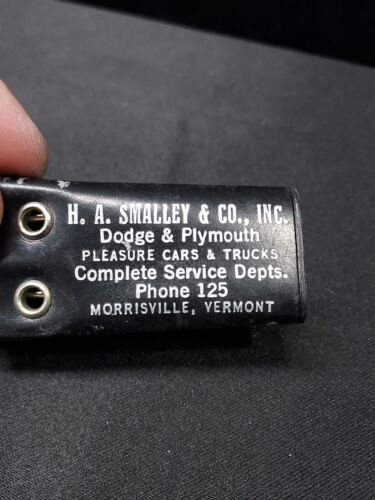 H. A. SMALLEY & CO., INC.
Dodge & Plymouth
PLEASURE CARS & TRUCKS
Complete Service Depts.
Phone 125
MORRISVILLE, VERMONT